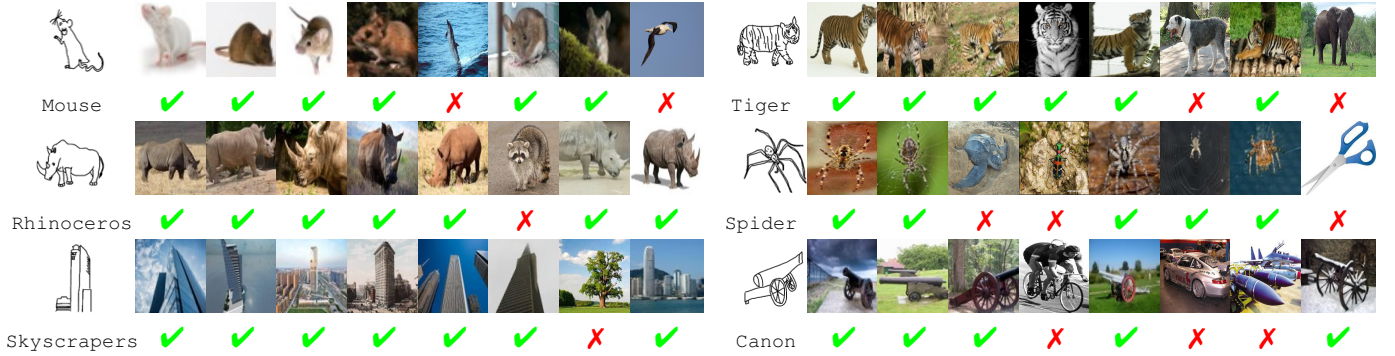 Mouse
Tiger
Rhinoceros
Spider
Skyscrapers
Canon